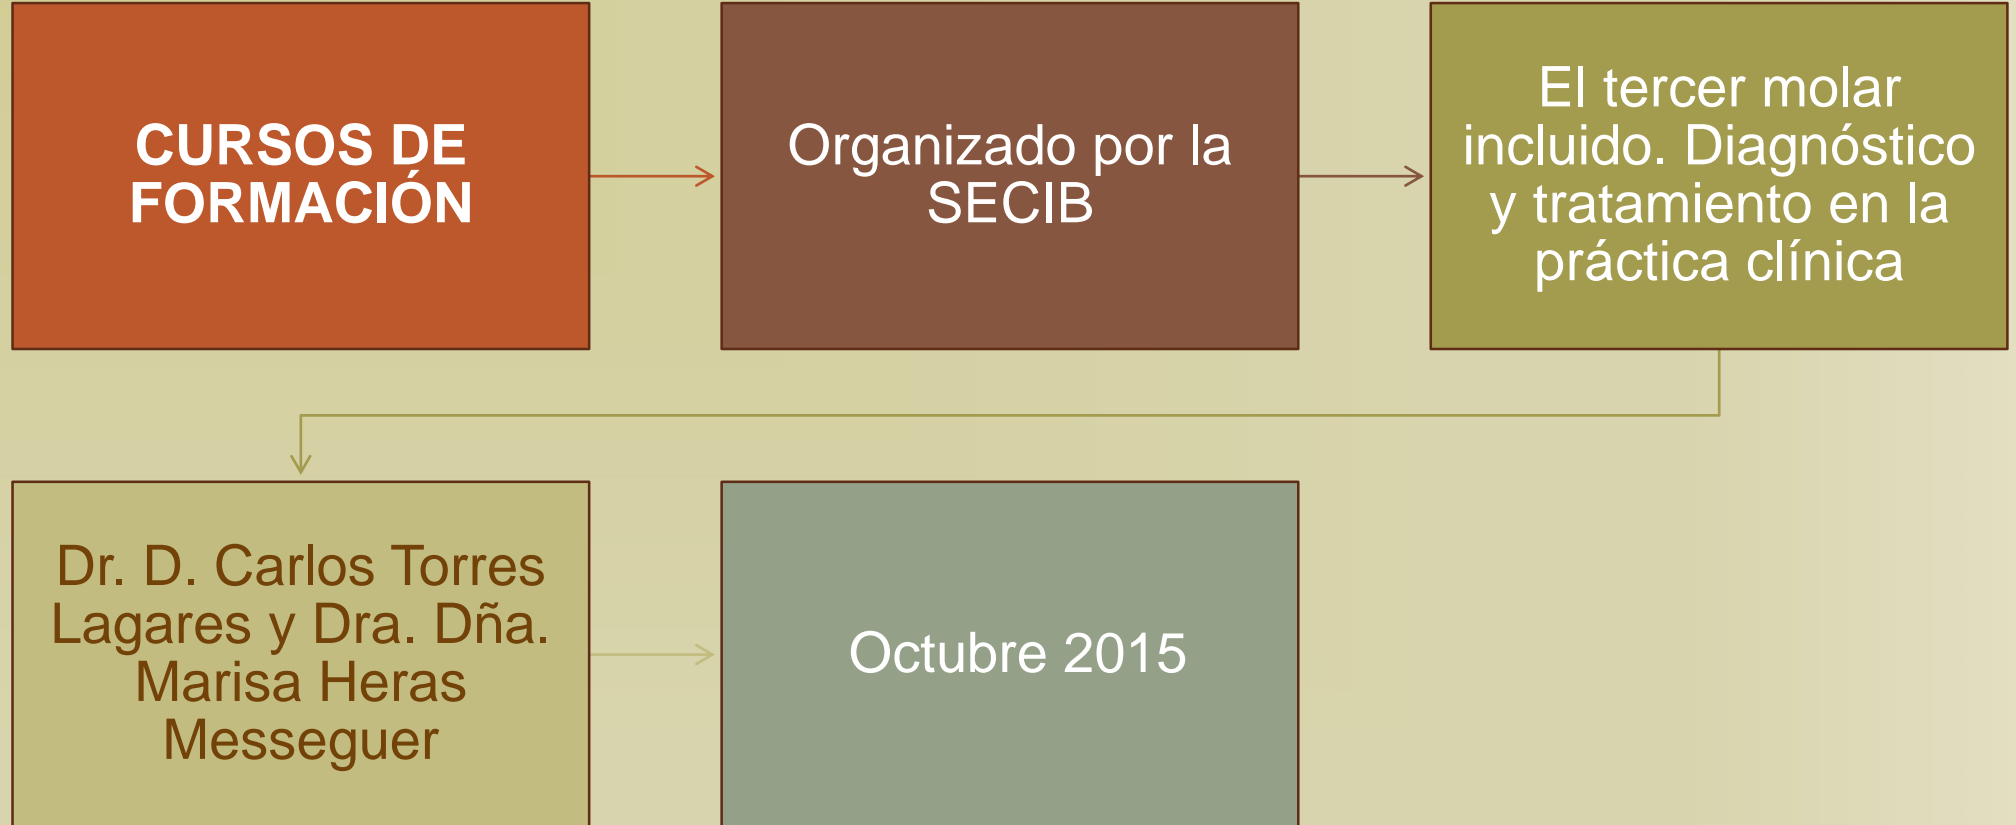 CURSOS DE
FORMACIÓN
Organizado por la
SECIB
El tercer molar
incluido. Diagnóstico
y tratamiento en la
práctica clínica
Dr. D. Carlos Torres
Lagares y Dra. Dña.
Marisa Heras
Messeguer
Octubre 2015